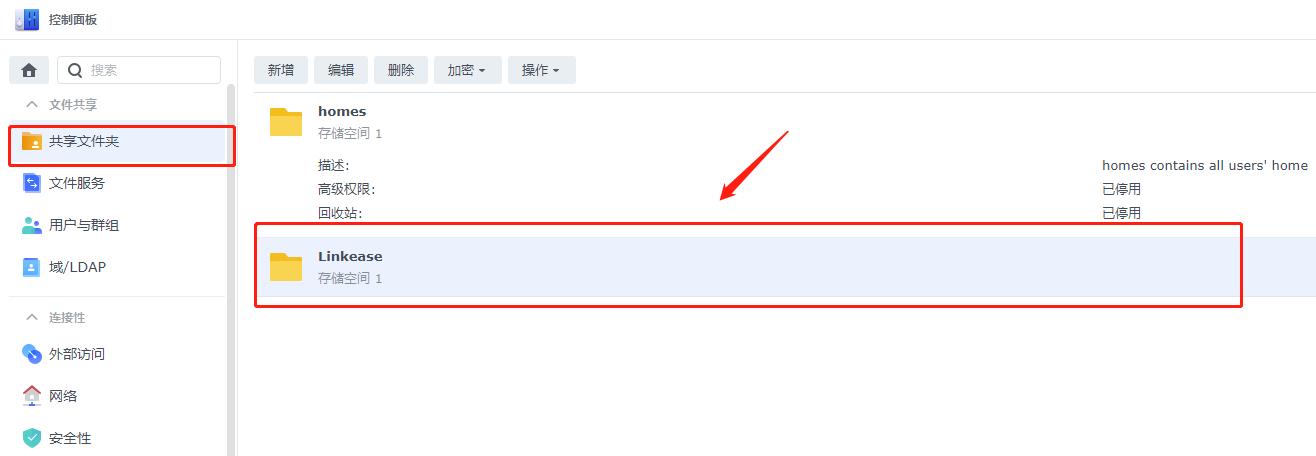 控制面板
搜索
文件共享
共享文件夹
文件服务
用户与群组
域/LDAP
连接性
外部访问
网络
安全性
新增 编辑 删除 加密 操作
homes
存储空间 1
描述: homes contains all users' home
高级权限: 已停用
回收站: 已停用
Linkease
存储空间 1